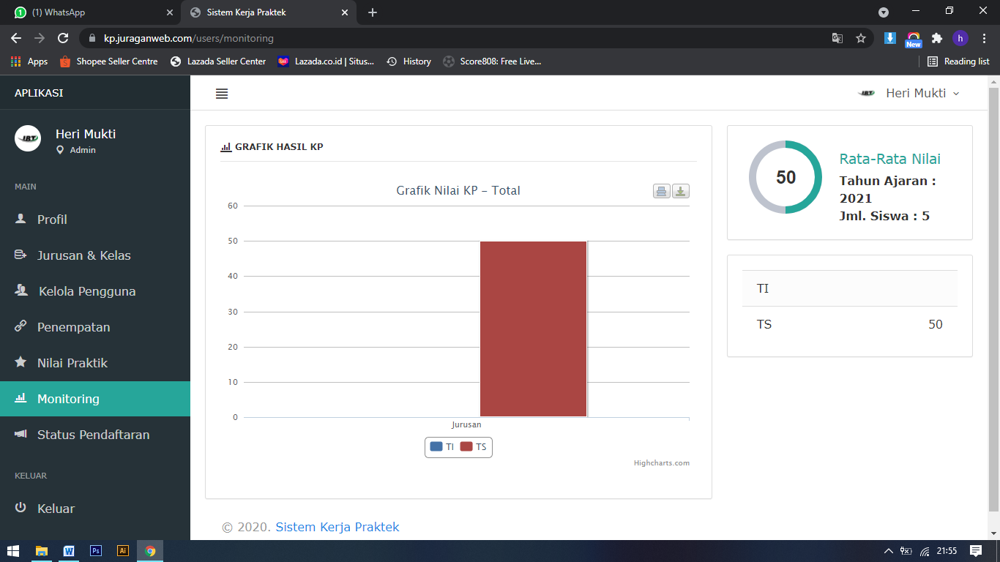 (1) WhatsApp
Sistem Kerja Praktek
kp.juraganweb.com/users/monitoring
New
h
Apps
Shopee Seller Centre
Lazada Seller Center
Lazada.co.id | Situs...
History
Score808: Free Live...
Reading list
APLIKASI
Heri Mukti
IBT
Heri Mukti
Admin
MAIN
Profil
Jurusan & Kelas
Kelola Pengguna
Penempatan
Nilai Praktik
Monitoring
Status Pendaftaran
KELUAR
Keluar
GRAFIK HASIL KP
Grafik Nilai KP - Total
60
50
40
30
20
10
0
Jurusan
TI TS
Highcharts.com
50
Rata-Rata Nilai
Tahun Ajaran :
2021
Jml. Siswa : 5
TI
TS 50
© 2020. Sistem Kerja Praktek
W
Ps
Ai
21:55